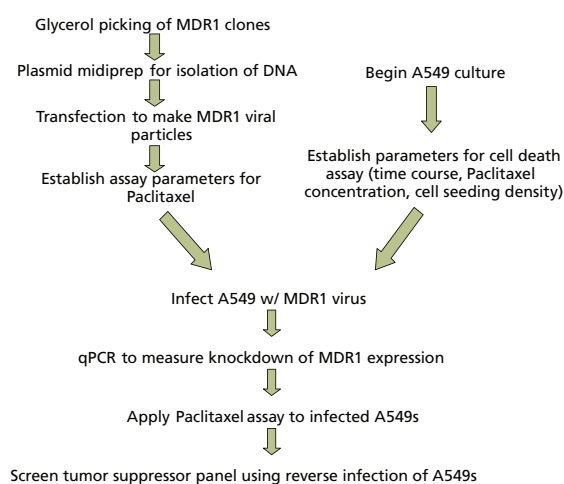 Glycerol picking of MDR1 clones
Plasmid midiprep for isolation of DNA
Transfection to make MDR1 viral
particles
Establish assay parameters for
Paclitaxel
Begin A549 culture
Establish parameters for cell death
assay (time course, Paclitaxel
concentration, cell seeding density)
Infect A549 w/ MDR1 virus
qPCR to measure knockdown of MDR1 expression
Apply Paclitaxel assay to infected A549s
Screen tumor suppressor panel using reverse infection of A549s